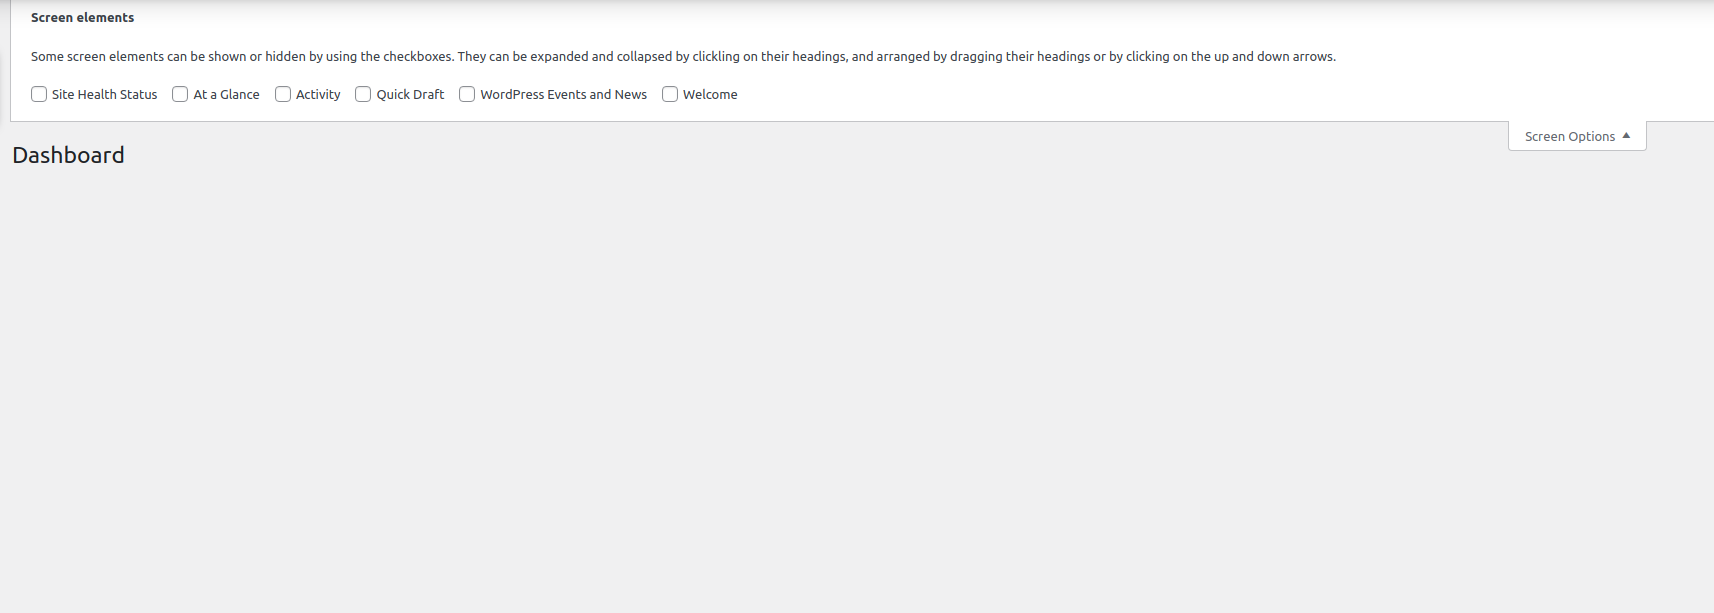 Screen elements
Some screen elements can be shown or hidden by using the checkboxes. They can be expanded and collapsed by clickling on their headings, and arranged by dragging their headings or by clicking on the up and down arrows.
Site Health Status At a Glance Activity Quick Draft WordPress Events and News Welcome
Screen Options
Dashboard